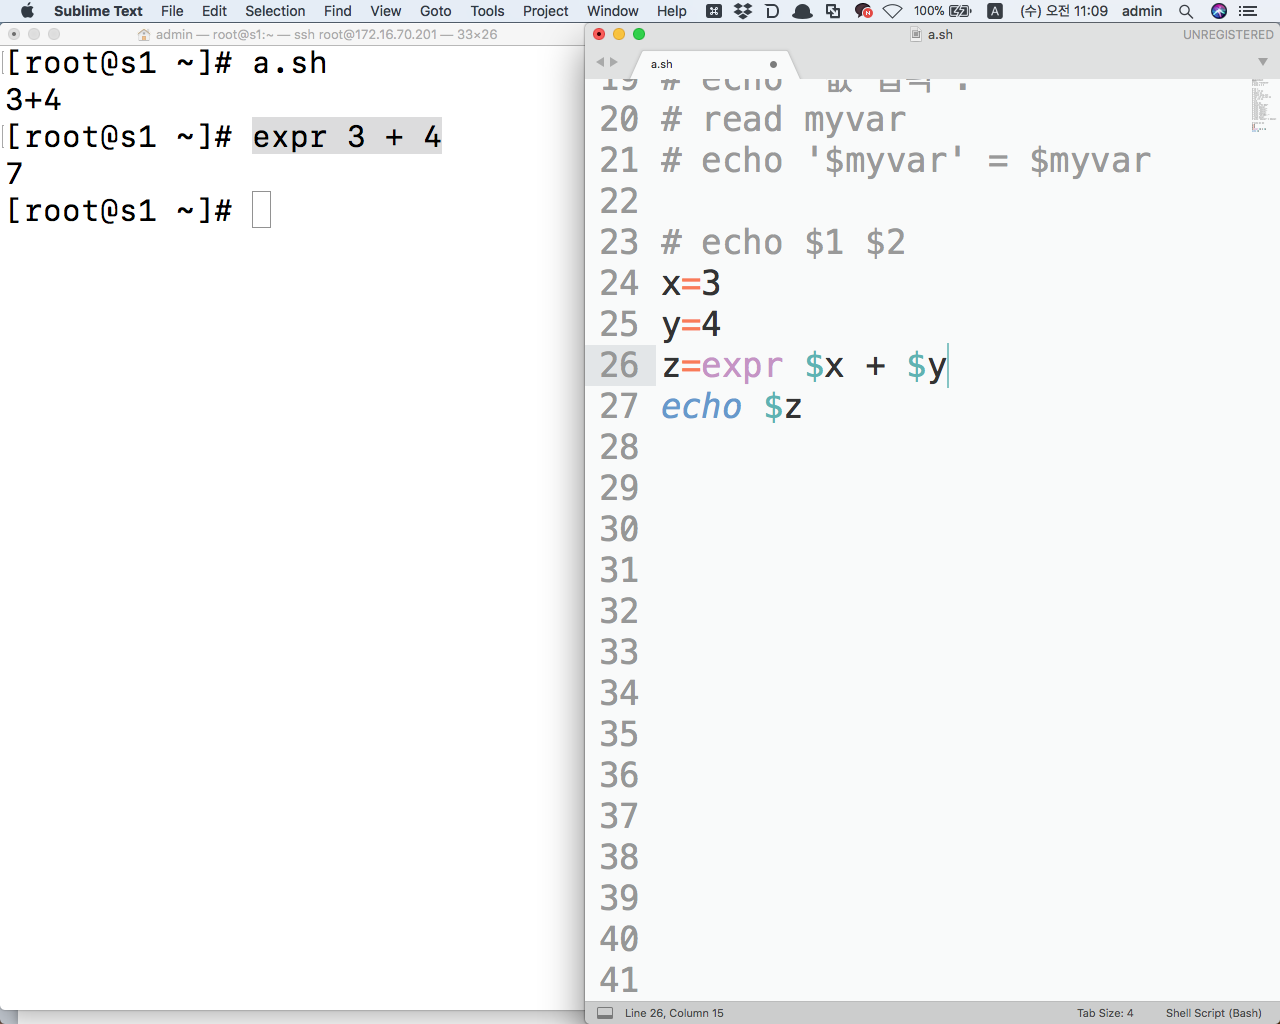 Sublime Text File Edit Selection Find View Goto Tools Project Window Help 100% A (수) 오전 11:09 admin
admin — root@s1:~ — ssh root@172.16.70.201 — 33×26
[root@s1 ~]# a.sh
3+4
[root@s1 ~]# expr 3 + 4
7
[root@s1 ~]#
a.sh
UNREGISTERED
a.sh
19 # echo
20 # read myvar
21 # echo '$myvar' = $myvar
22
23 # echo $1 $2
24 x=3
25 y=4
26 z=expr $x + $y
27 echo $z
28
29
30
31
32
33
34
35
36
37
38
39
40
41
Line 26, Column 15
Tab Size: 4 Shell Script (Bash)